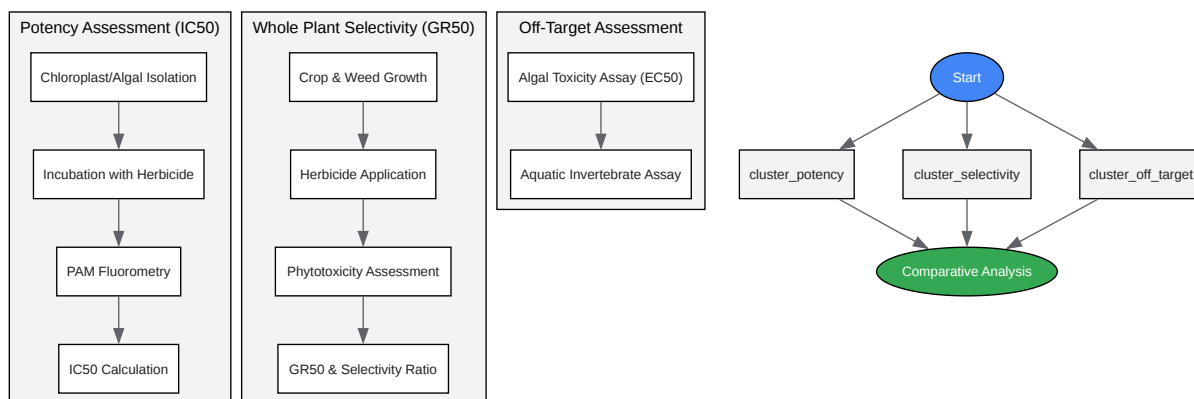 Potency Assessment (IC50)
Chloroplast/Algal Isolation
Incubation with Herbicide
PAM Fluorometry
IC50 Calculation
Whole Plant Selectivity (GR50)
Crop & Weed Growth
Herbicide Application
Phytotoxicity Assessment
GR50 & Selectivity Ratio
Off-Target Assessment
Algal Toxicity Assay (EC50)
Aquatic Invertebrate Assay
Start
cluster_potency
cluster_selectivity
cluster_off_target
Comparative Analysis